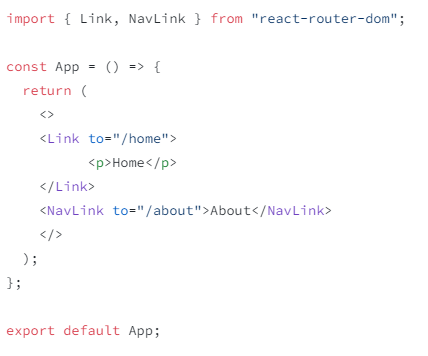 import { Link, NavLink } from "react-router-dom";
const App = () => {
  return (
    <>
    <Link to="/home">
          <p>Home</p>
    </Link>
    <NavLink to="/about">About</NavLink>
    </>
  );
};
export default App;